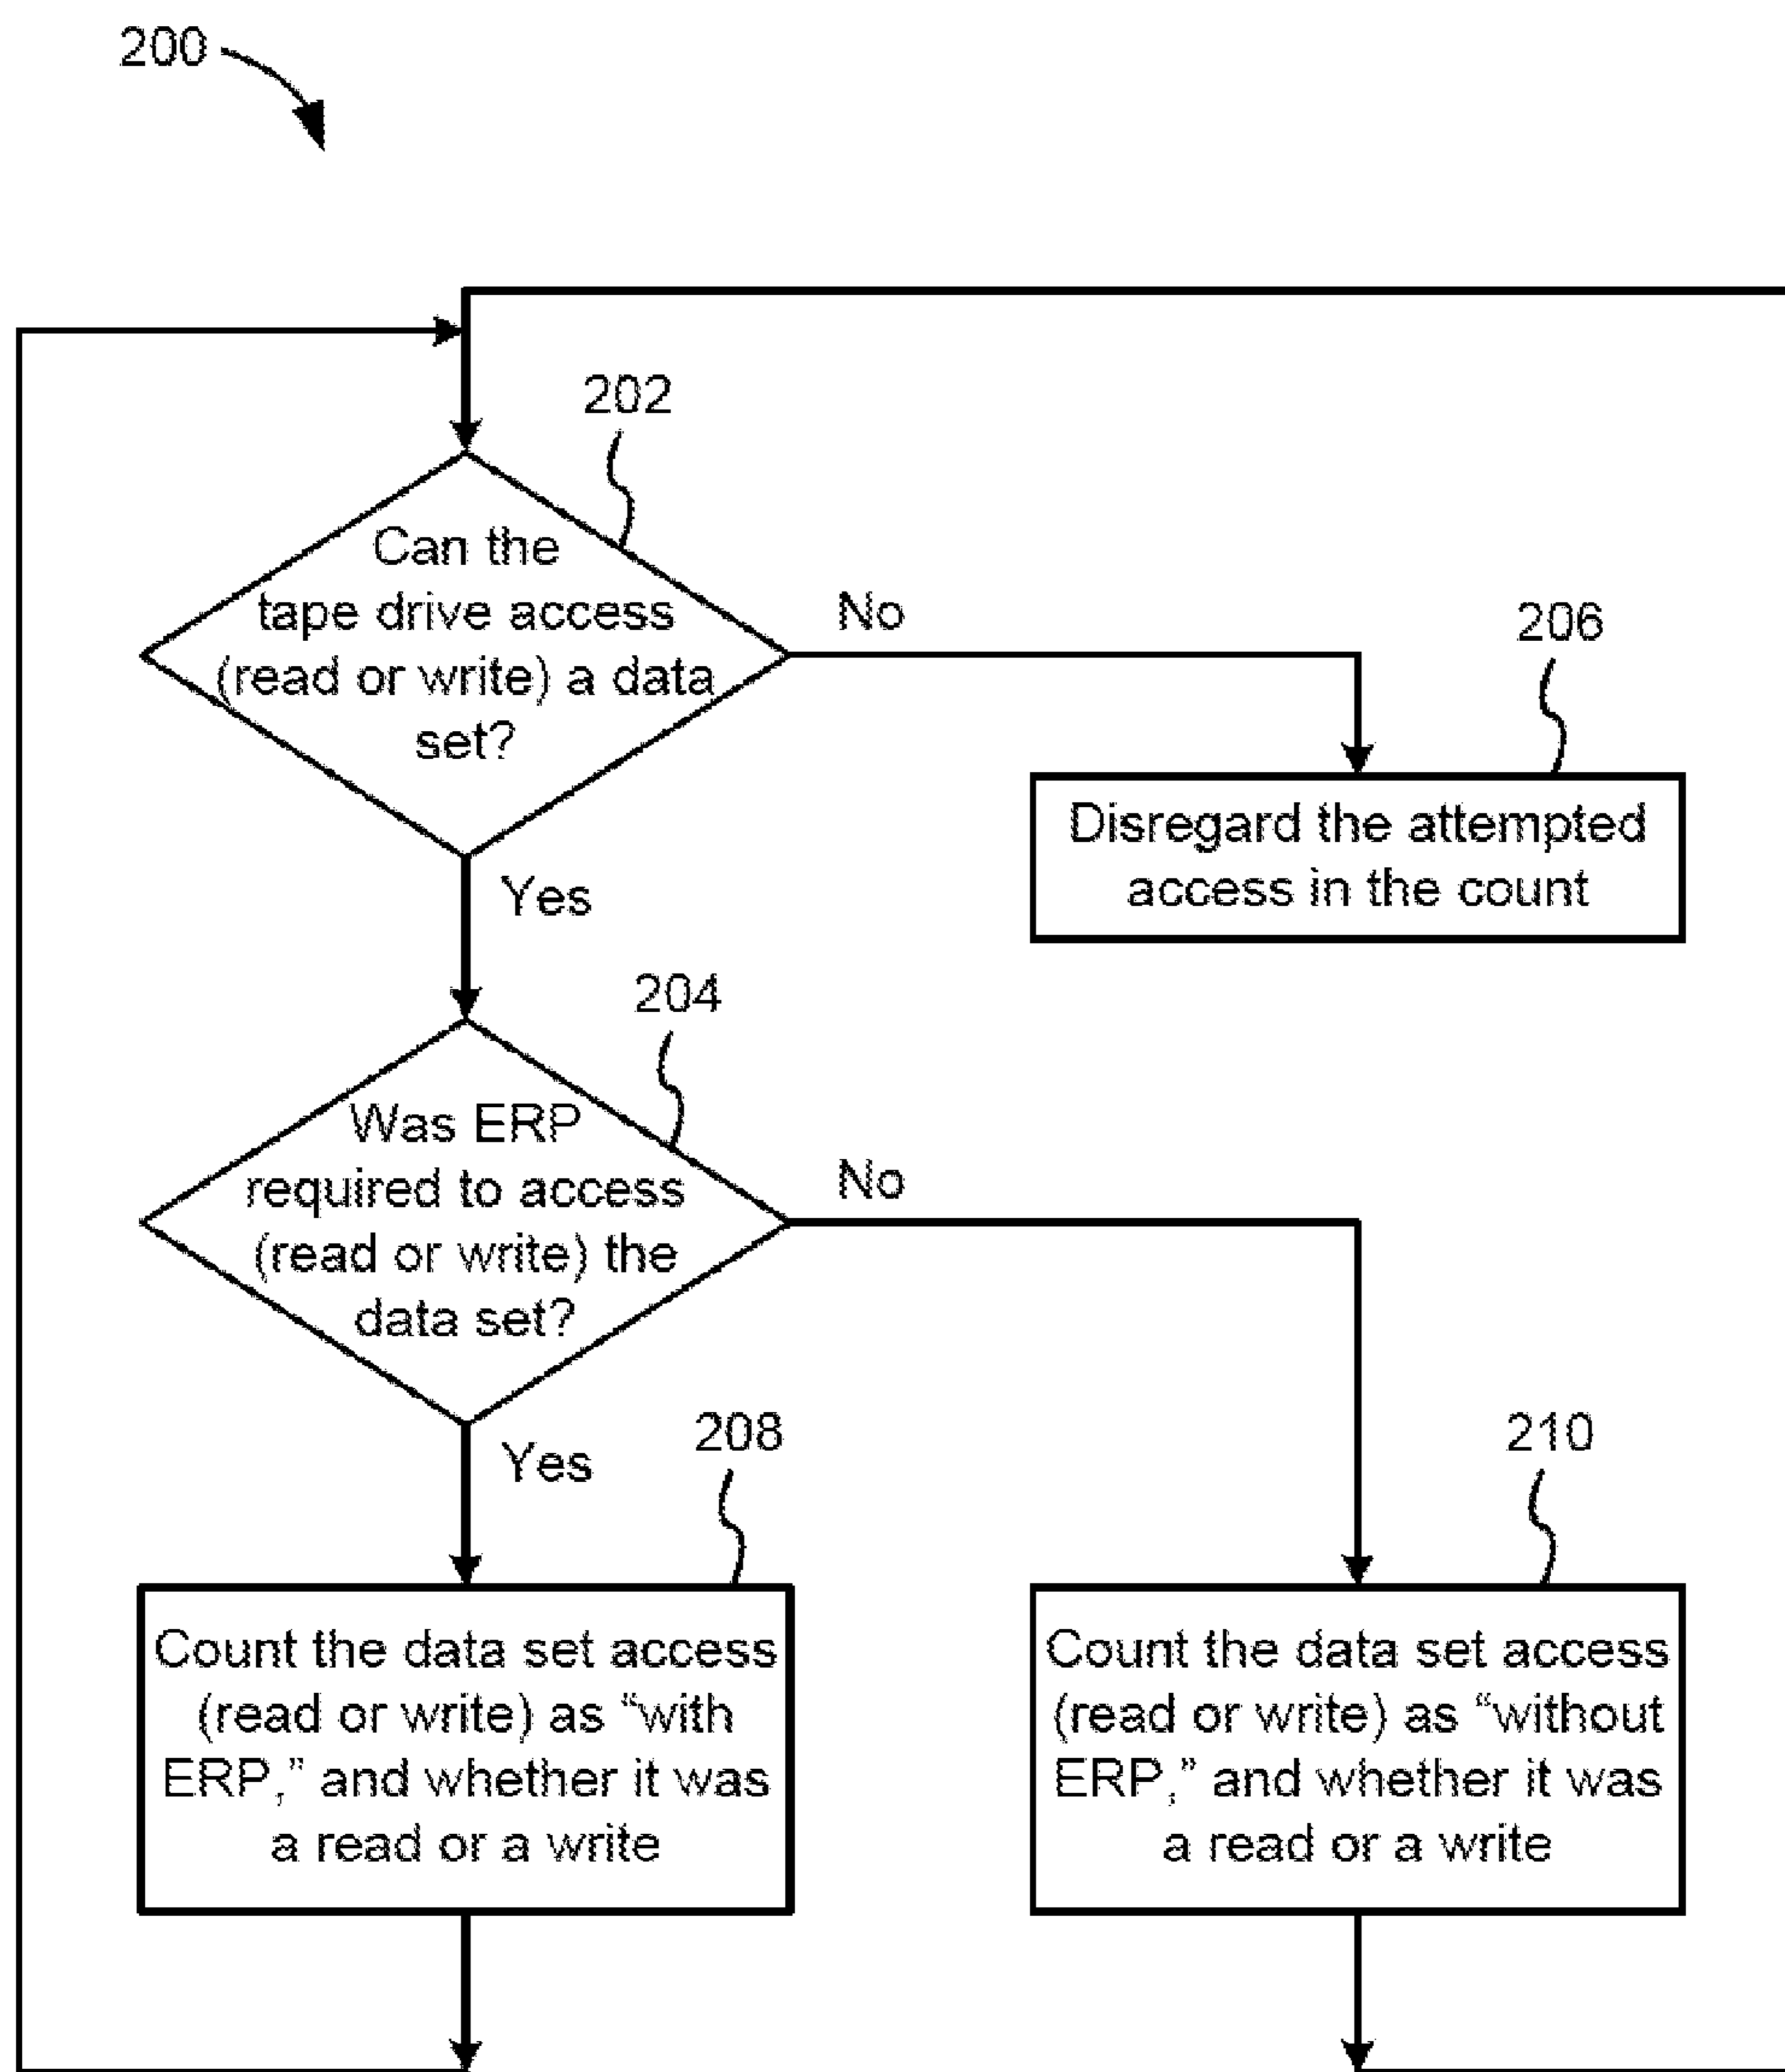 200
202
Can the
tape drive access
(read or write) a data
set?
No
206
Disregard the attempted
access in the count
Yes
204
Was ERP
required to access
(read or write) the
data set?
No
Yes
208
210
Count the data set access
(read or write) as “with
ERP,” and whether it was
a read or a write
Count the data set access
(read or write) as “without
ERP,” and whether it was
a read or a write